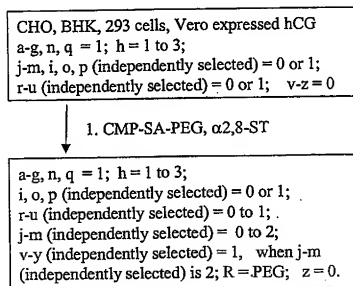 CHO, BHK, 293 cells, Vero expressed hCG
a-g, n, q = 1; h = 1 to 3;
j-m, i, o, p (independently selected) = 0 or 1;
r-u (independently selected) = 0 or 1; v-z = 0
1. CMP-SA-PEG, α2,8-ST
a-g, n, q = 1; h = 1 to 3;
i, o, p (independently selected) = 0 or 1;
r-u (independently selected) = 0 to 1;
j-m (independently selected) = 0 to 2;
v-y (independently selected) = 1, when j-m
(independently selected) is 2; R = PEG; z = 0.